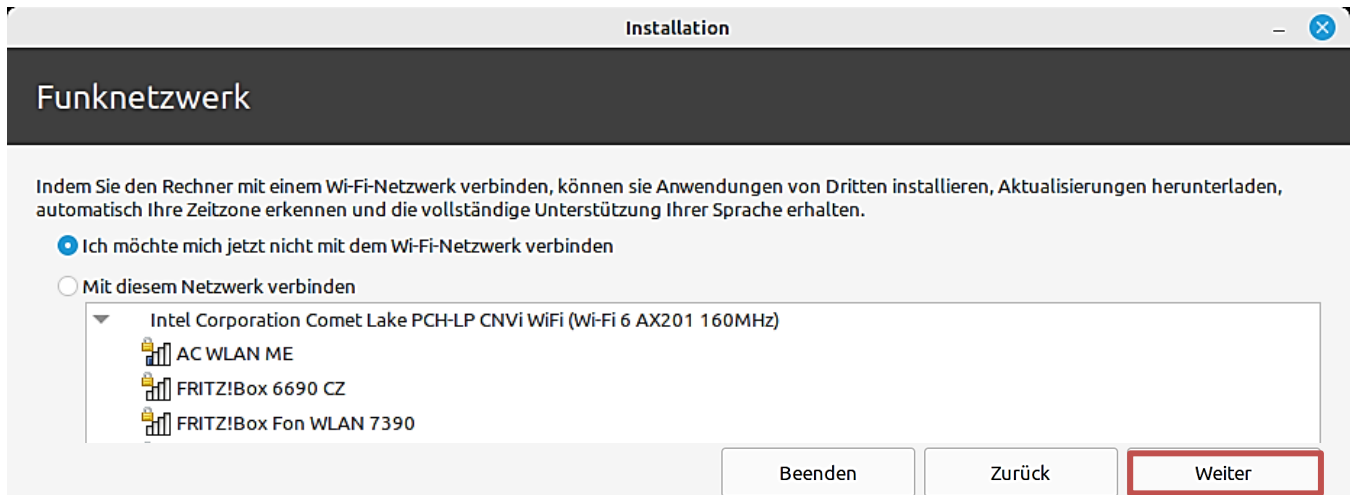 Installation
Funknetzwerk
Indem Sie den Rechner mit einem Wi-Fi-Netzwerk verbinden, können sie Anwendungen von Dritten installieren, Aktualisierungen herunterladen,
automatisch Ihre Zeitzone erkennen und die vollständige Unterstützung Ihrer Sprache erhalten.
Ich möchte mich jetzt nicht mit dem Wi-Fi-Netzwerk verbinden
Mit diesem Netzwerk verbinden
Intel Corporation Comet Lake PCH-LP CNVi WiFi (Wi-Fi 6 AX201 160MHz)
AC WLAN ME
FRITZ!Box 6690 CZ
FRITZ!Box Fon WLAN 7390
Beenden Zurück Weiter